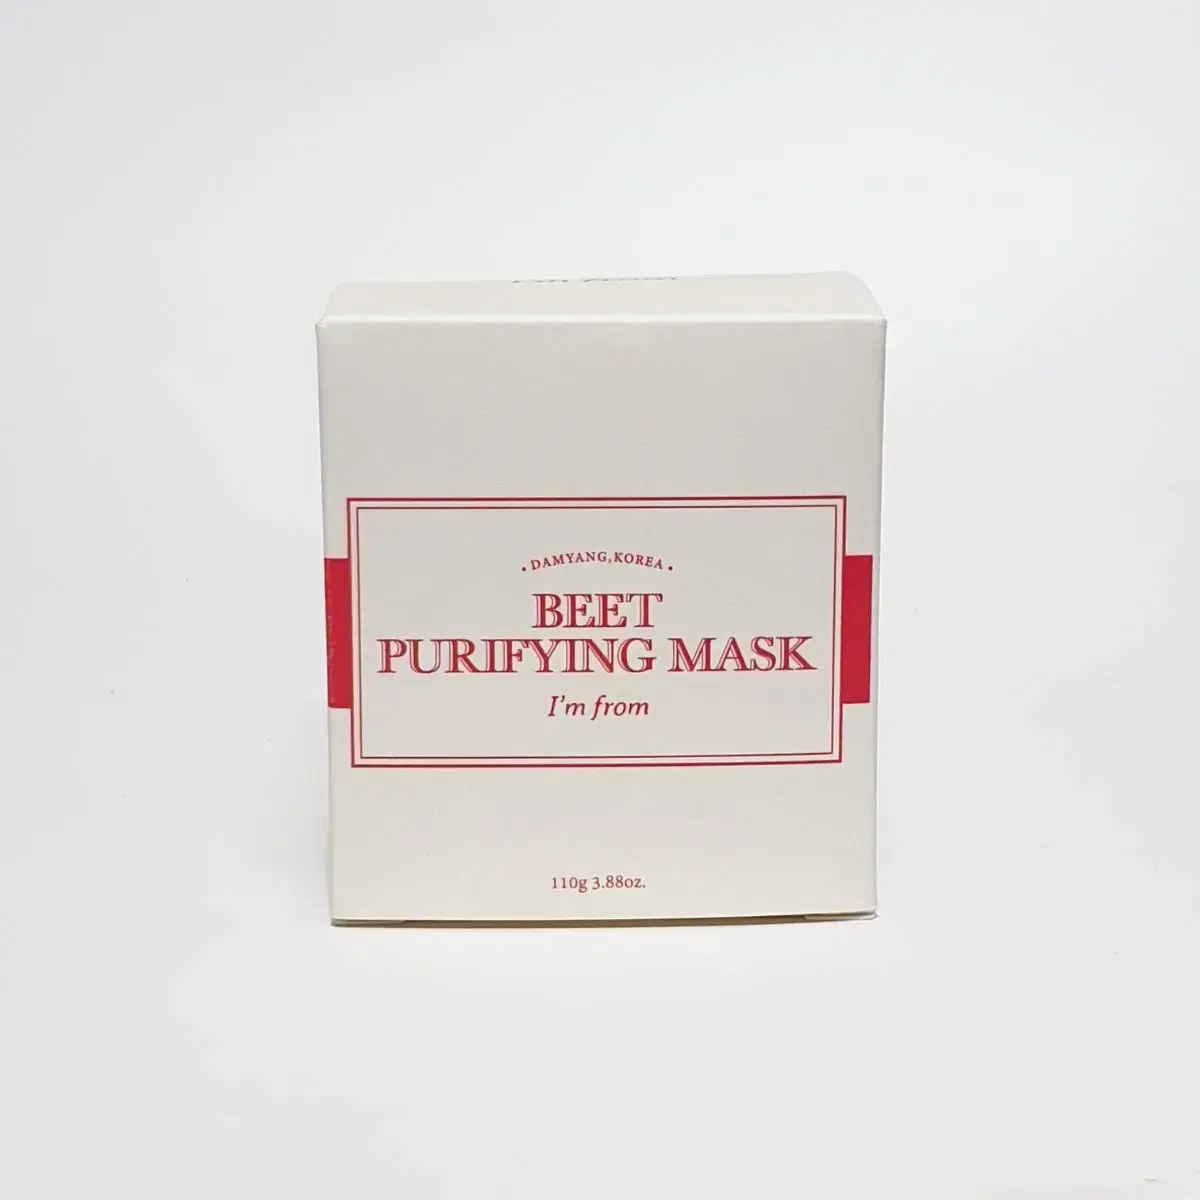 · DAMYANG,KOREA ·
BEET
PURIFYING MASK
I'm from
110g 3.88oz.